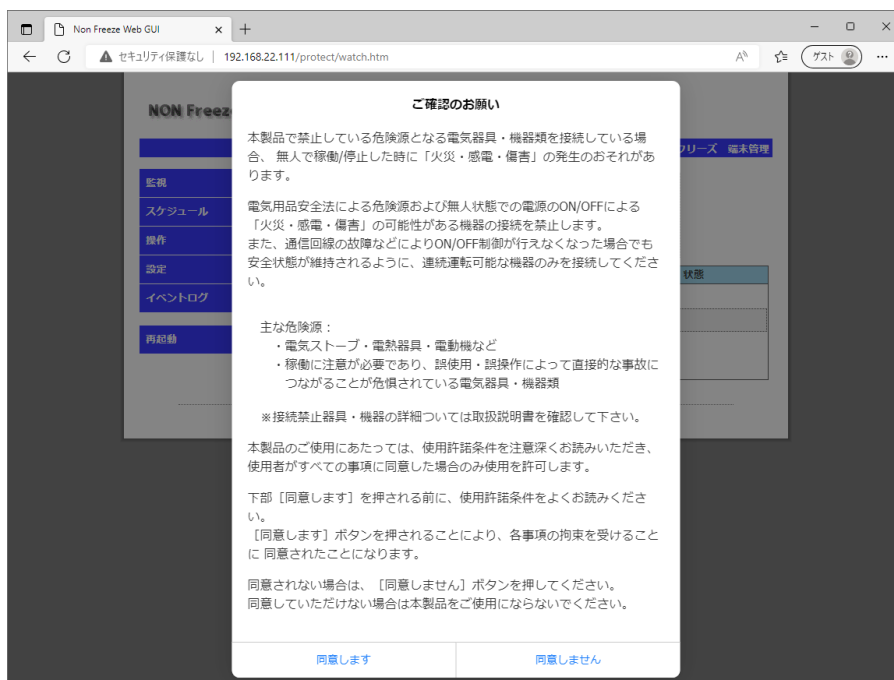 Non Freeze Web GUI
セキュリティ保護なし | 192.168.22.111/protect/watch.htm
ゲスト
NON Freez
フリーズ 端末管理
監視
スケジュール
操作
設定
イベントログ
再起動
状態
ご確認のお願い
本製品で禁止している危険源となる電気器具・機器類を接続している場
合、 無人で稼働/停止した時に「火災・感電・傷害」の発生のおそれがあ
ります。
電気用品安全法による危険源および無人状態での電源のON/OFFによる
「火災・感電・傷害」の可能性がある機器の接続を禁止します。
また、通信回線の故障などによりON/OFF制御が行えなくなった場合でも
安全状態が維持されるように、連続運転可能な機器のみを接続してくださ
い。
主な危険源：
・電気ストーブ・電熱器具・電動機など
・稼働に注意が必要であり、誤使用・誤操作によって直接的な事故に
つながることが危惧されている電気器具・機器類
※接続禁止器具・機器の詳細ついては取扱説明書を確認して下さい。
本製品のご使用にあたっては、使用許諾条件を注意深くお読みいただき、
使用者がすべての事項に同意した場合のみ使用を許可します。
下部［同意します］を押される前に、使用許諾条件をよくお読みくださ
い。
［同意します］ボタンを押されることにより、各事項の拘束を受けること
に 同意されたことになります。
同意されない場合は、［同意しません］ボタンを押してください。
同意していただけない場合は本製品をご使用にならないでください。
同意します
同意しません